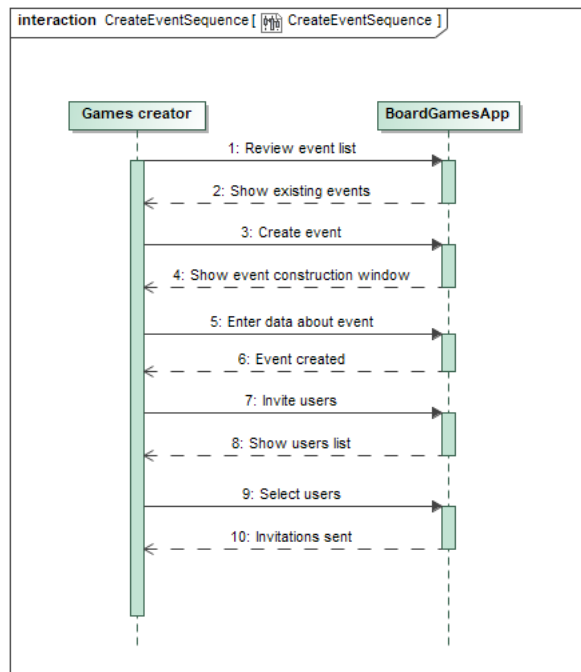 interaction CreateEventSequence [ CreateEventSequence ]
Games creator
BoardGamesApp
1: Review event list
2: Show existing events
3: Create event
4: Show event construction window
5: Enter data about event
6: Event created
7: Invite users
8: Show users list
9: Select users
10: Invitations sent